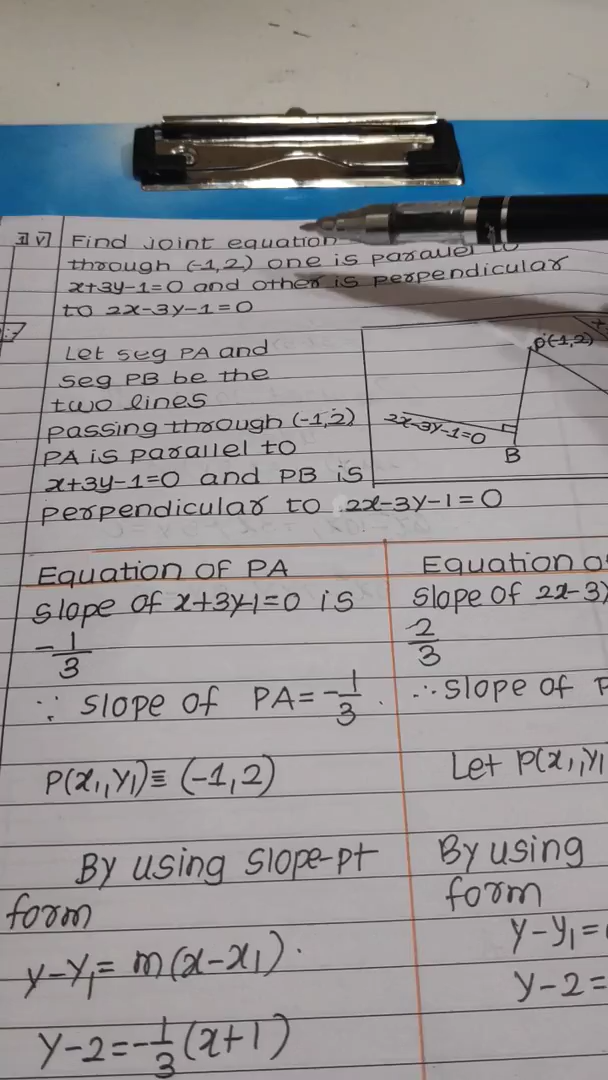 IV] Find joint equation
through (-1,2) one is parallel to
x+3y-1=0 and other is perpendicular
to 2x-3y-1=0
Let seg PA and
seg PB be the
two lines
passing through (-1,2)
PA is parallel to
x+3y-1=0 and PB is
perpendicular to 2x-3y-1=0
P(-1,2)
2x-3y-1=0
B
Equation of PA
slope of x+3y-1=0 is
-1/3
∵ slope of PA=-1/3.
P(x₁,y₁)≡(-1,2)
By using slope-pt
form
y-y₁=m(x-x₁).
y-2=-1/3(x+1)
Equation
slope of 2x-3y
2/3
∴ slope of
Let P(x₁,y₁
By using
form
y-y₁=
y-2=